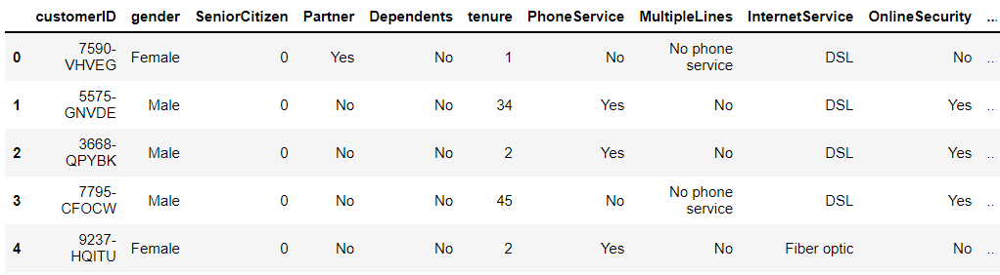 customerID gender SeniorCitizen Partner Dependents tenure PhoneService MultipleLines InternetService OnlineSecurity ...
0 7590-VHVEG Female 0 Yes No 1 No No phone service DSL No ...
1 5575-GNVDE Male 0 No No 34 Yes No DSL Yes ...
2 3668-QPYBK Male 0 No No 2 Yes No DSL Yes ...
3 7795-CFOCW Male 0 No No 45 No No phone service DSL Yes ...
4 9237-HQITU Female 0 No No 2 Yes No Fiber optic No ...